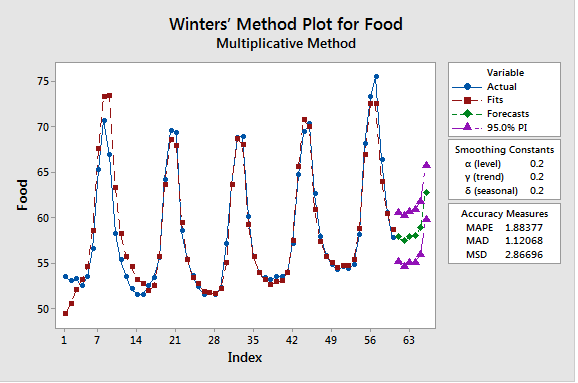 Winters’ Method Plot for Food
Multiplicative Method
Food
75
70
65
60
55
50
1 7 14 21 28 35 42 49 56 63
Index
Variable
Actual
Fits
Forecasts
95.0% PI
Smoothing Constants
α (level) 0.2
γ (trend) 0.2
δ (seasonal) 0.2
Accuracy Measures
MAPE 1.88377
MAD 1.12068
MSD 2.86696